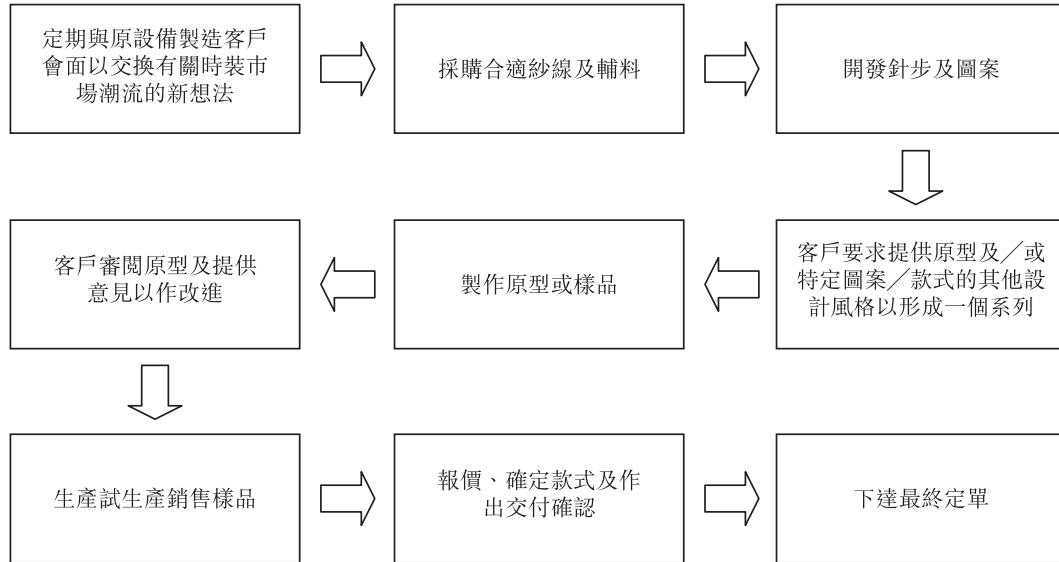 定期與原設備製造客戶
會面以交換有關時裝市
場潮流的新想法
採購合適紗線及輔料
開發針步及圖案
客戶要求提供原型及╱或
特定圖案╱款式的其他設
計風格以形成一個系列
製作原型或樣品
客戶審閱原型及提供
意見以作改進
生產試生產銷售樣品
報價、確定款式及作
出交付確認
下達最終定單